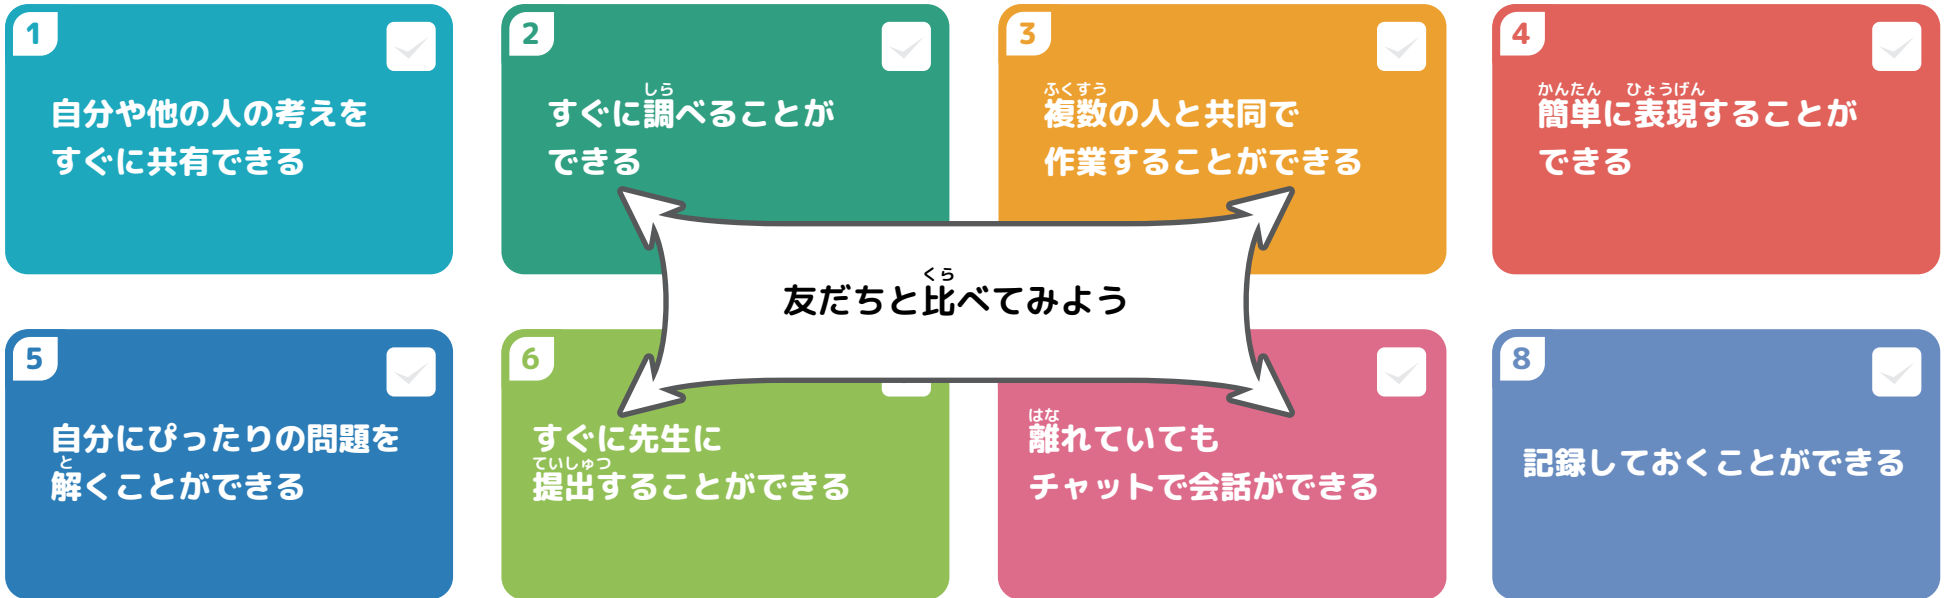 1
自分や他の人の考えを
すぐに共有できる
2
しら
すぐに調べることが
できる
3
ふくすう
複数の人と共同で
作業することができる
4
かんたん ひょうげん
簡単に表現することが
できる
くら
友だちと比べてみよう
5
自分にぴったりの問題を
と
解くことができる
6
すぐに先生に
ていしゅつ
提出することができる
はな
離れていても
チャットで会話ができる
8
記録しておくことができる